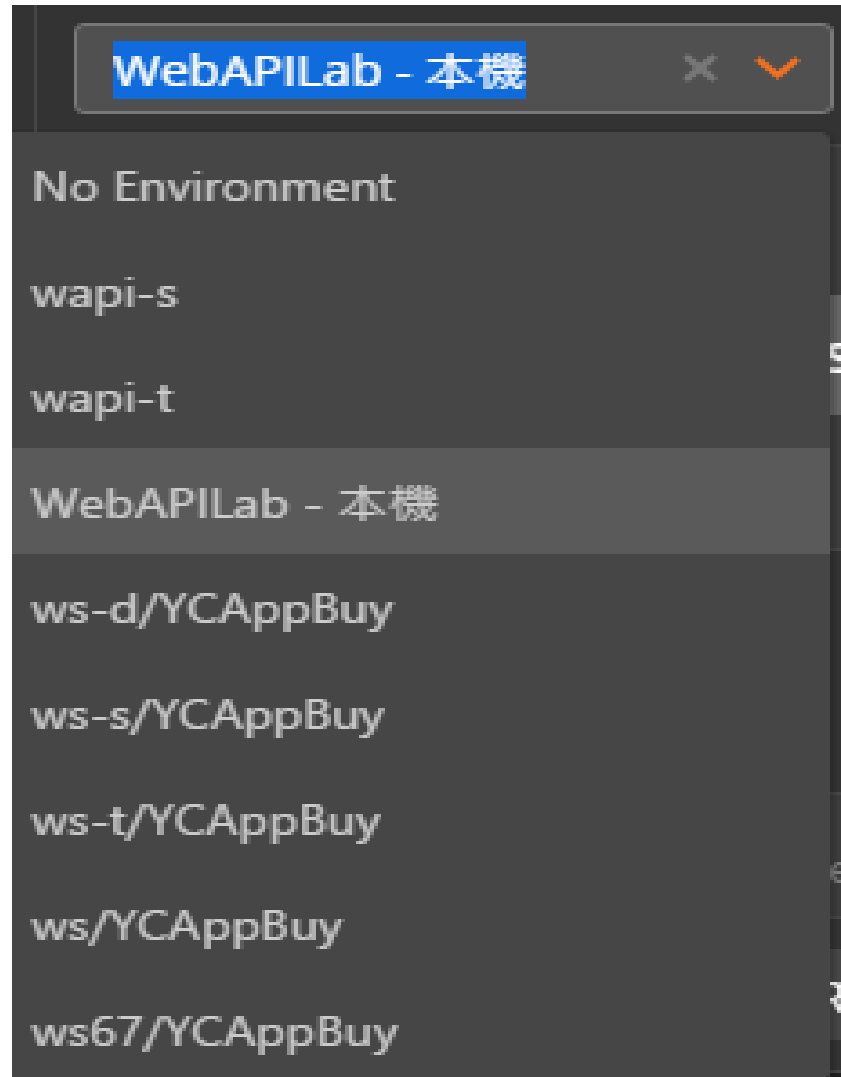 WebAPILab - 本機
No Environment
wapi-s
wapi-t
WebAPILab - 本機
ws-d/YCAppBuy
ws-s/YCAppBuy
ws-t/YCAppBuy
ws/YCAppBuy
ws67/YCAppBuy